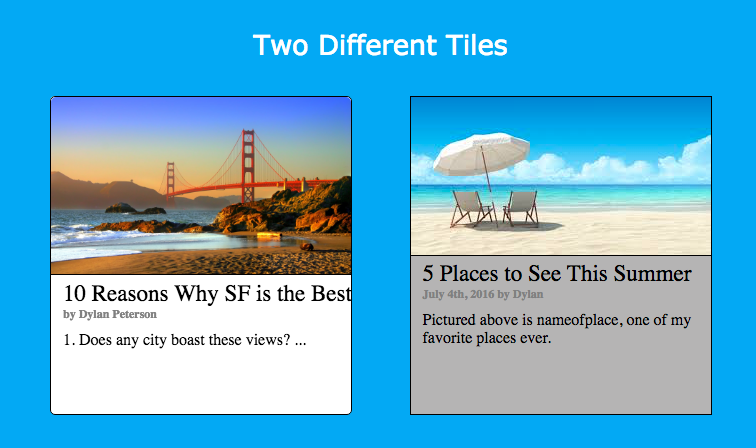 Two Different Tiles
10 Reasons Why SF is the Best
by Dylan Peterson
1. Does any city boast these views? ...
5 Places to See This Summer
July 4th, 2016 by Dylan
Pictured above is nameofplace, one of my
favorite places ever.